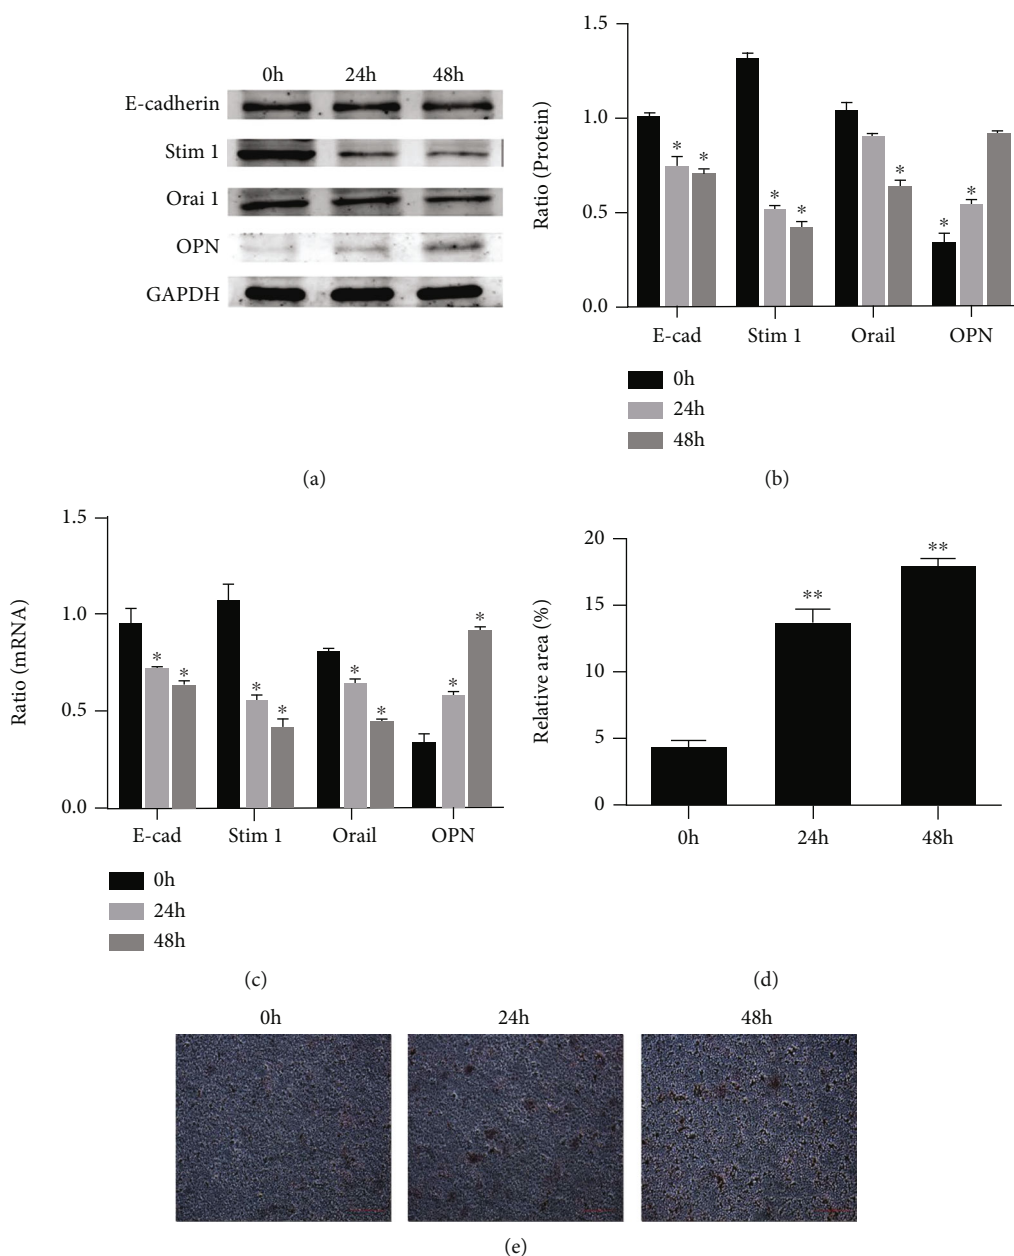 0h 24h 48h
E-cadherin
Stim 1
Orai 1
OPN
GAPDH
(a)
1.5
1.0
0.5
0.0
Ratio (Protein)
* * * * * * *
E-cad Stim 1 Orail OPN
0h
24h
48h
(b)
1.5
1.0
0.5
0.0
Ratio (mRNA)
* * * * * * * *
E-cad Stim 1 Orail OPN
0h
24h
48h
(c)
20
15
10
5
0
Relative area (%)
** **
0h 24h 48h
(d)
0h 24h 48h
(e)